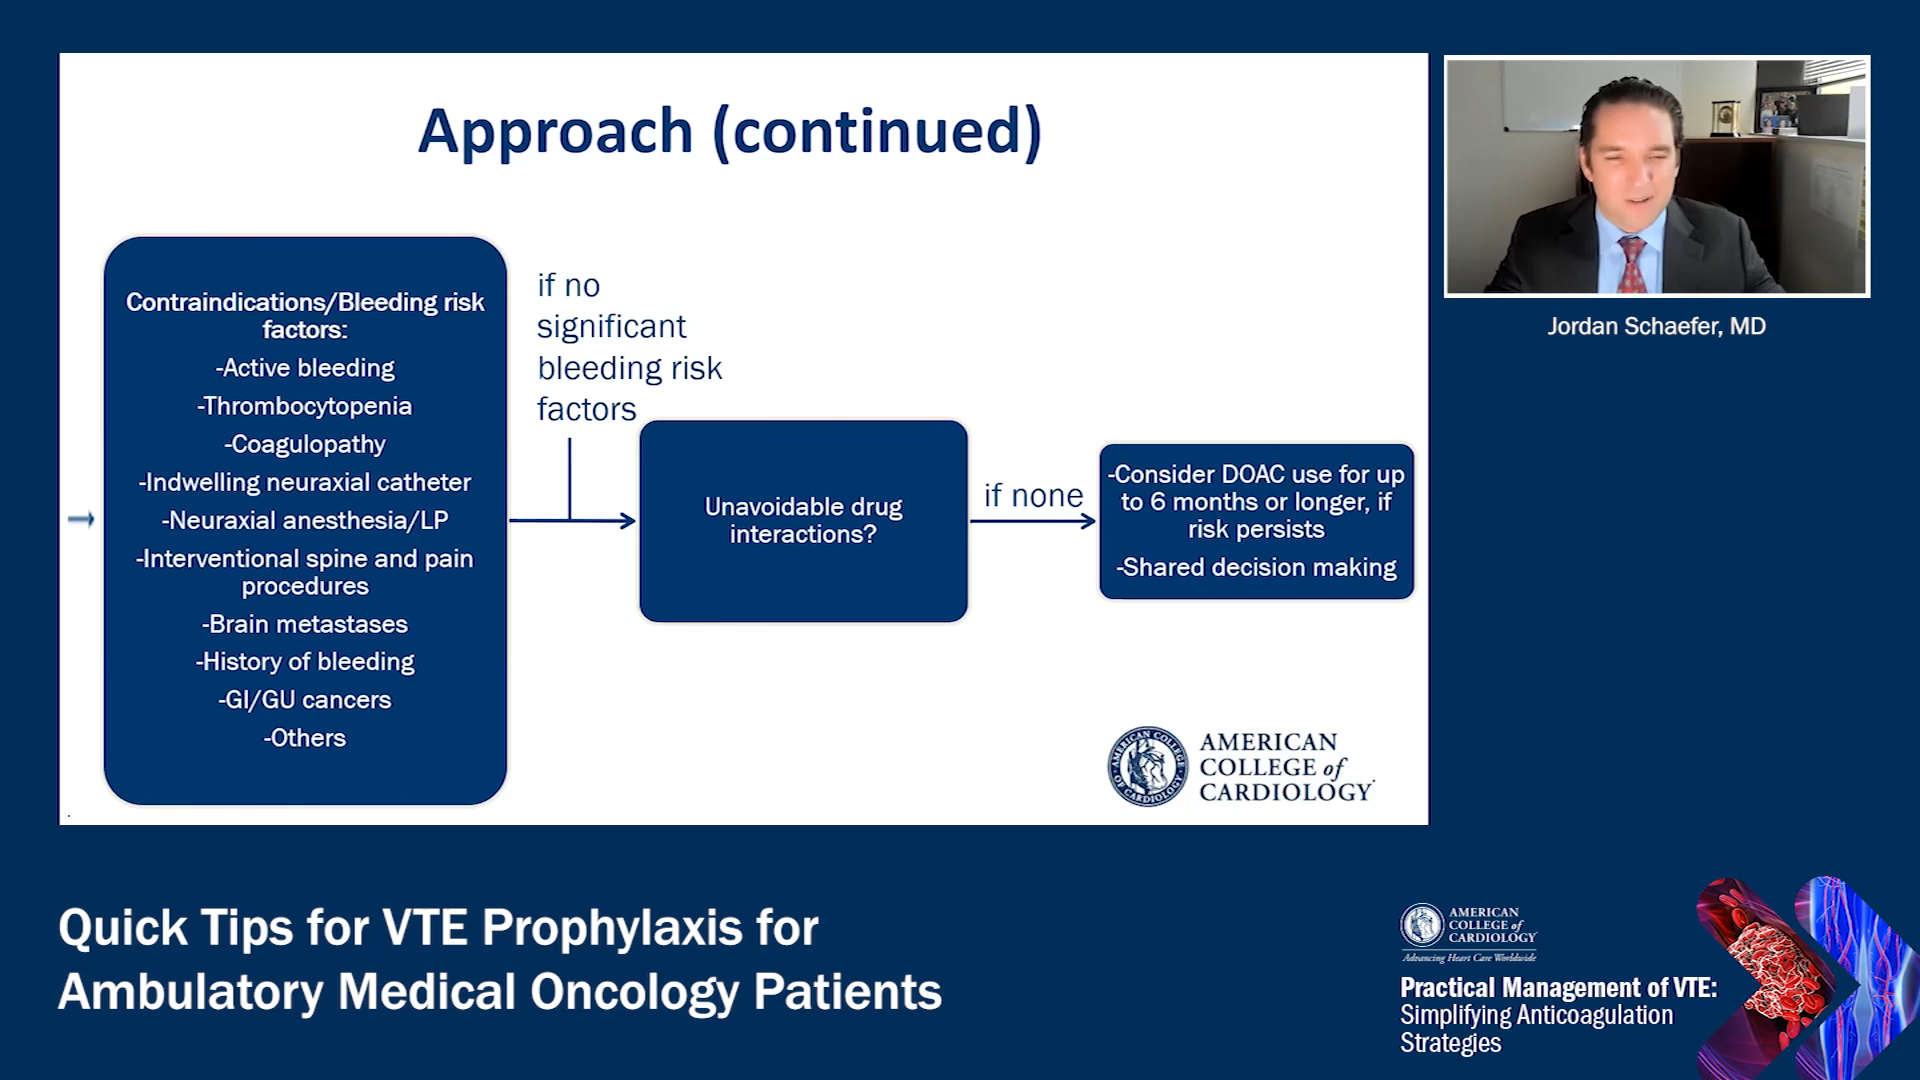 Approach (continued)
Contraindications/Bleeding risk
factors:
-Active bleeding
-Thrombocytopenia
-Coagulopathy
-Indwelling neuraxial catheter
-Neuraxial anesthesia/LP
-Interventional spine and pain
procedures
-Brain metastases
-History of bleeding
-GI/GU cancers
-Others
if no
significant
bleeding risk
factors
Unavoidable drug
interactions?
if none
-Consider DOAC use for up
to 6 months or longer, if
risk persists
-Shared decision making
AMERICAN COLLEGE OF CARDIOLOGY
AMERICAN
COLLEGE of
CARDIOLOGY
Jordan Schaefer, MD
Quick Tips for VTE Prophylaxis for
Ambulatory Medical Oncology Patients
AMERICAN
COLLEGE of
CARDIOLOGY
Advancing Heart Care Worldwide
Practical Management of VTE:
Simplifying Anticoagulation
Strategies